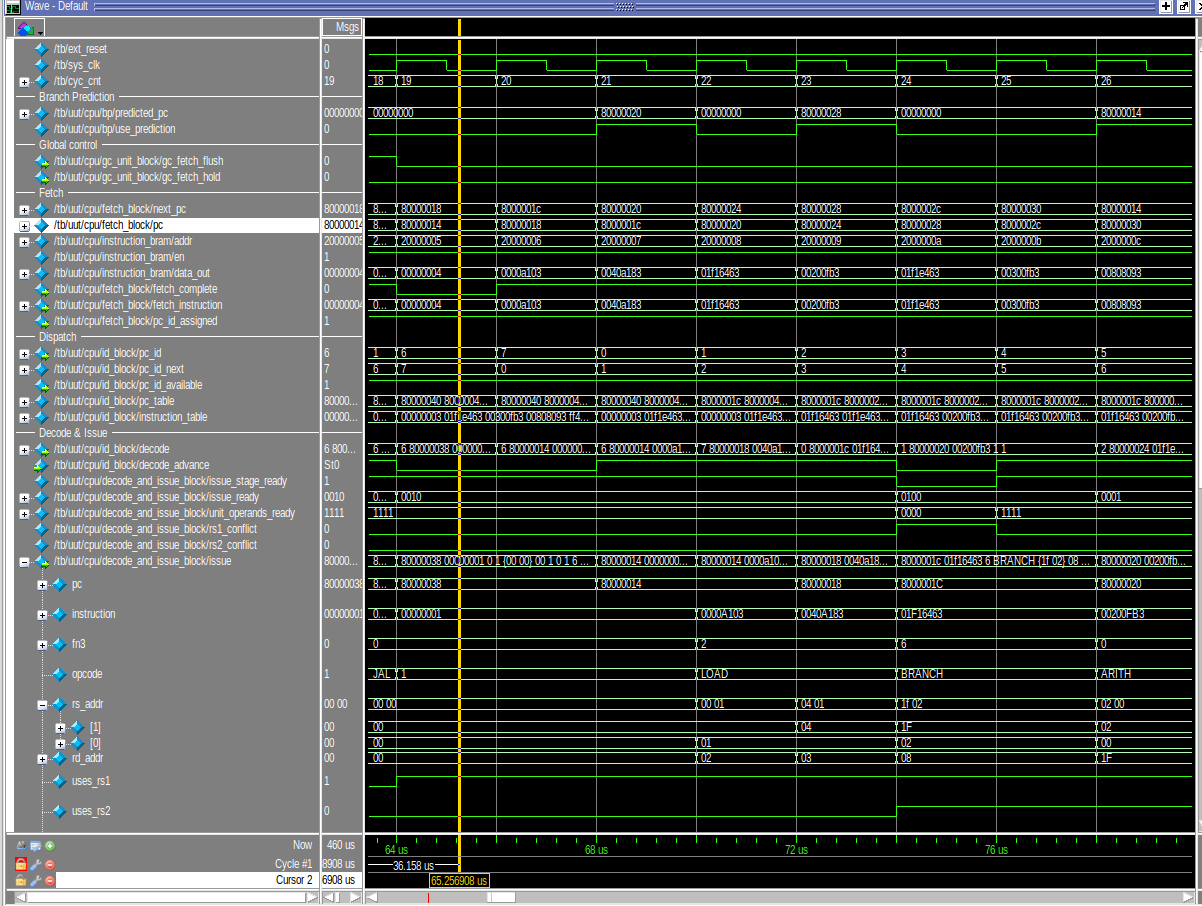 Wave - Default
Msgs
/tb/ext_reset 0
/tb/sys_clk 0
/tb/cyc_cnt 19 18 19 20 21 22 23 24 25 26
Branch Prediction
/tb/uut/cpu/bp/predicted_pc 00000000 00000000 80000020 00000000 80000028 00000000 80000014
/tb/uut/cpu/bp/use_prediction 0
Global control
/tb/uut/cpu/gc_unit_block/gc_fetch_flush 0
/tb/uut/cpu/gc_unit_block/gc_fetch_hold 0
Fetch
/tb/uut/cpu/fetch_block/next_pc 80000018 8... 80000018 8000001c 80000020 80000024 80000028 8000002c 80000030 80000014
/tb/uut/cpu/fetch_block/pc 80000014 8... 80000014 80000018 8000001c 80000020 80000024 80000028 8000002c 80000030
/tb/uut/cpu/instruction_bram/addr 20000005 2... 20000005 20000006 20000007 20000008 20000009 2000000a 2000000b 2000000c
/tb/uut/cpu/instruction_bram/en 1
/tb/uut/cpu/instruction_bram/data_out 00000004 0... 00000004 0000a103 0040a183 01f16463 00200fb3 01f1e463 00300fb3 00808093
/tb/uut/cpu/fetch_block/fetch_complete 0
/tb/uut/cpu/fetch_block/fetch_instruction 00000004 0... 00000004 0000a103 0040a183 01f16463 00200fb3 01f1e463 00300fb3 00808093
/tb/uut/cpu/fetch_block/pc_id_assigned 1
Dispatch
/tb/uut/cpu/id_block/pc_id 6 1 6 7 0 1 2 3 4 5
/tb/uut/cpu/id_block/pc_id_next 7 6 7 0 1 2 3 4 5 6
/tb/uut/cpu/id_block/pc_id_available 1
/tb/uut/cpu/id_block/pc_table 80000... 8... 80000040 8000004... 80000040 8000004... 80000040 8000004... 8000001c 8000004... 8000001c 8000002... 8000001c 8000002... 8000001c 8000002... 8000001c 800000...
/tb/uut/cpu/id_block/instruction_table 00000... 0... 00000003 01f1e463 00300fb3 00808093 ff4... 00000003 01f1e463... 00000003 01f1e463... 01f16463 01f1e463... 01f16463 00200fb3... 01f16463 00200fb3... 01f16463 00200fb...
Decode & Issue
/tb/uut/cpu/id_block/decode 6 800... 6 ... 6 80000038 000000... 6 80000014 000000... 6 80000014 0000a1... 7 80000018 0040a1... 0 8000001c 01f164... 1 80000020 00200fb3 1 1 2 80000024 01f1e...
/tb/uut/cpu/id_block/decode_advance St0
/tb/uut/cpu/decode_and_issue_block/issue_stage_ready 1
/tb/uut/cpu/decode_and_issue_block/issue_ready 0010 0... 0010 0100 0001
/tb/uut/cpu/decode_and_issue_block/unit_operands_ready 1111 1111 0000 1111
/tb/uut/cpu/decode_and_issue_block/rs1_conflict 0
/tb/uut/cpu/decode_and_issue_block/rs2_conflict 0
/tb/uut/cpu/decode_and_issue_block/issue 80000... 8... 80000038 00000001 0 1 {00 00} 00 1 0 1 6 ... 80000014 0000000... 80000014 0000a10... 80000018 0040a18... 8000001c 01f16463 6 BRANCH {1f 02} 08 ... 80000020 00200fb...
pc 80000038 8... 80000038 80000014 80000018 8000001C 80000020
instruction 00000001 0... 00000001 0000A103 0040A183 01F16463 00200FB3
fn3 0 0 2 6 0
opcode 1 JAL 1 LOAD BRANCH ARITH
rs_addr 00 00 00 00 00 01 04 01 1f 02 02 00
[1] 00 00 04 1F 02
[0] 00 00 01 02 00
rd_addr 00 00 02 03 08 1F
uses_rs1 1
uses_rs2 0
Now 460 us 64 us 68 us 72 us 76 us
Cycle #1 8908 us 36.158 us
Cursor 2 6908 us 65.256908 us